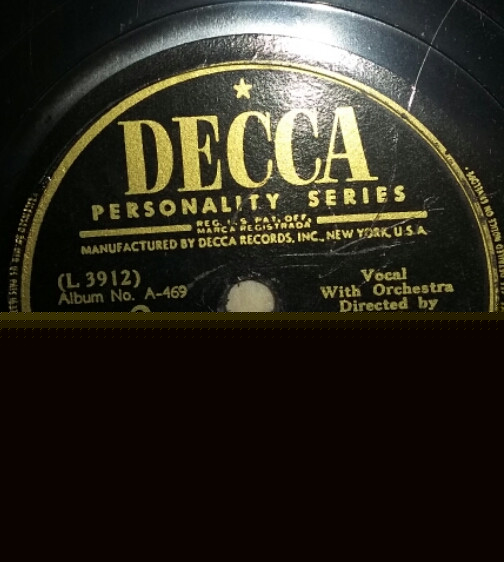 DECCA
PERSONALITY SERIES
REG. U.S. PAT. OFF.
MARCA REGISTRADA
MANUFACTURED BY DECCA RECORDS, INC., NEW YORK, U.S.A.
(L 3912)
Album No. A-469
Vocal
With Orchestra
Directed by